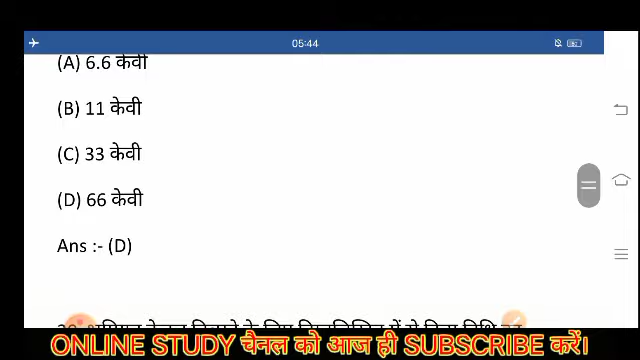 05:44
(A) 6.6 केवी
(B) 11 केवी
(C) 33 केवी
(D) 66 केवी
Ans :- (D)
ONLINE STUDY चैनल को आज ही SUBSCRIBE करें।